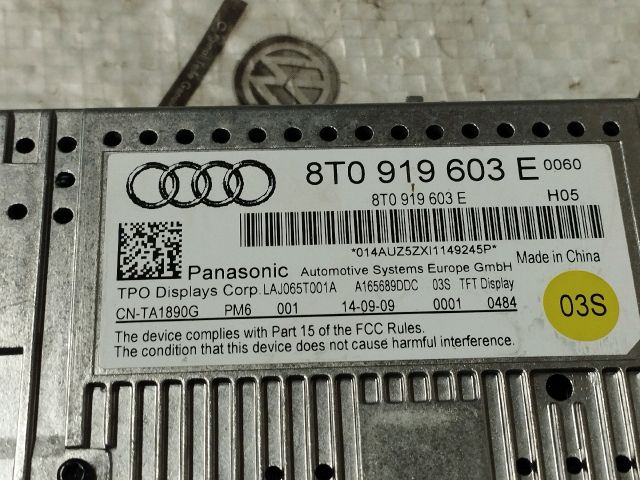 8T0 919 603 E 0060
8T0 919 603 E H05
*014AUZ5ZXI1149245P*
Panasonic Automotive Systems Europe GmbH Made in China
TPO Displays Corp. LAJ065T001A A165689DDC 03S TFT Display
CN-TA1890G PM6 001 14-09-09 0001 0484
03S
The device complies with Part 15 of the FCC Rules.
The condition that this device does not cause harmful interference.